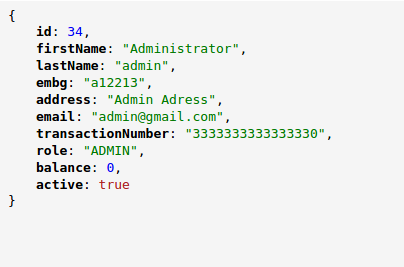 {
id: 34,
firstName: "Administrator",
lastName: "admin",
embg: "a12213",
address: "Admin Adress",
email: "admin@gmail.com",
transactionNumber: "3333333333333330",
role: "ADMIN",
balance: 0,
active: true
}